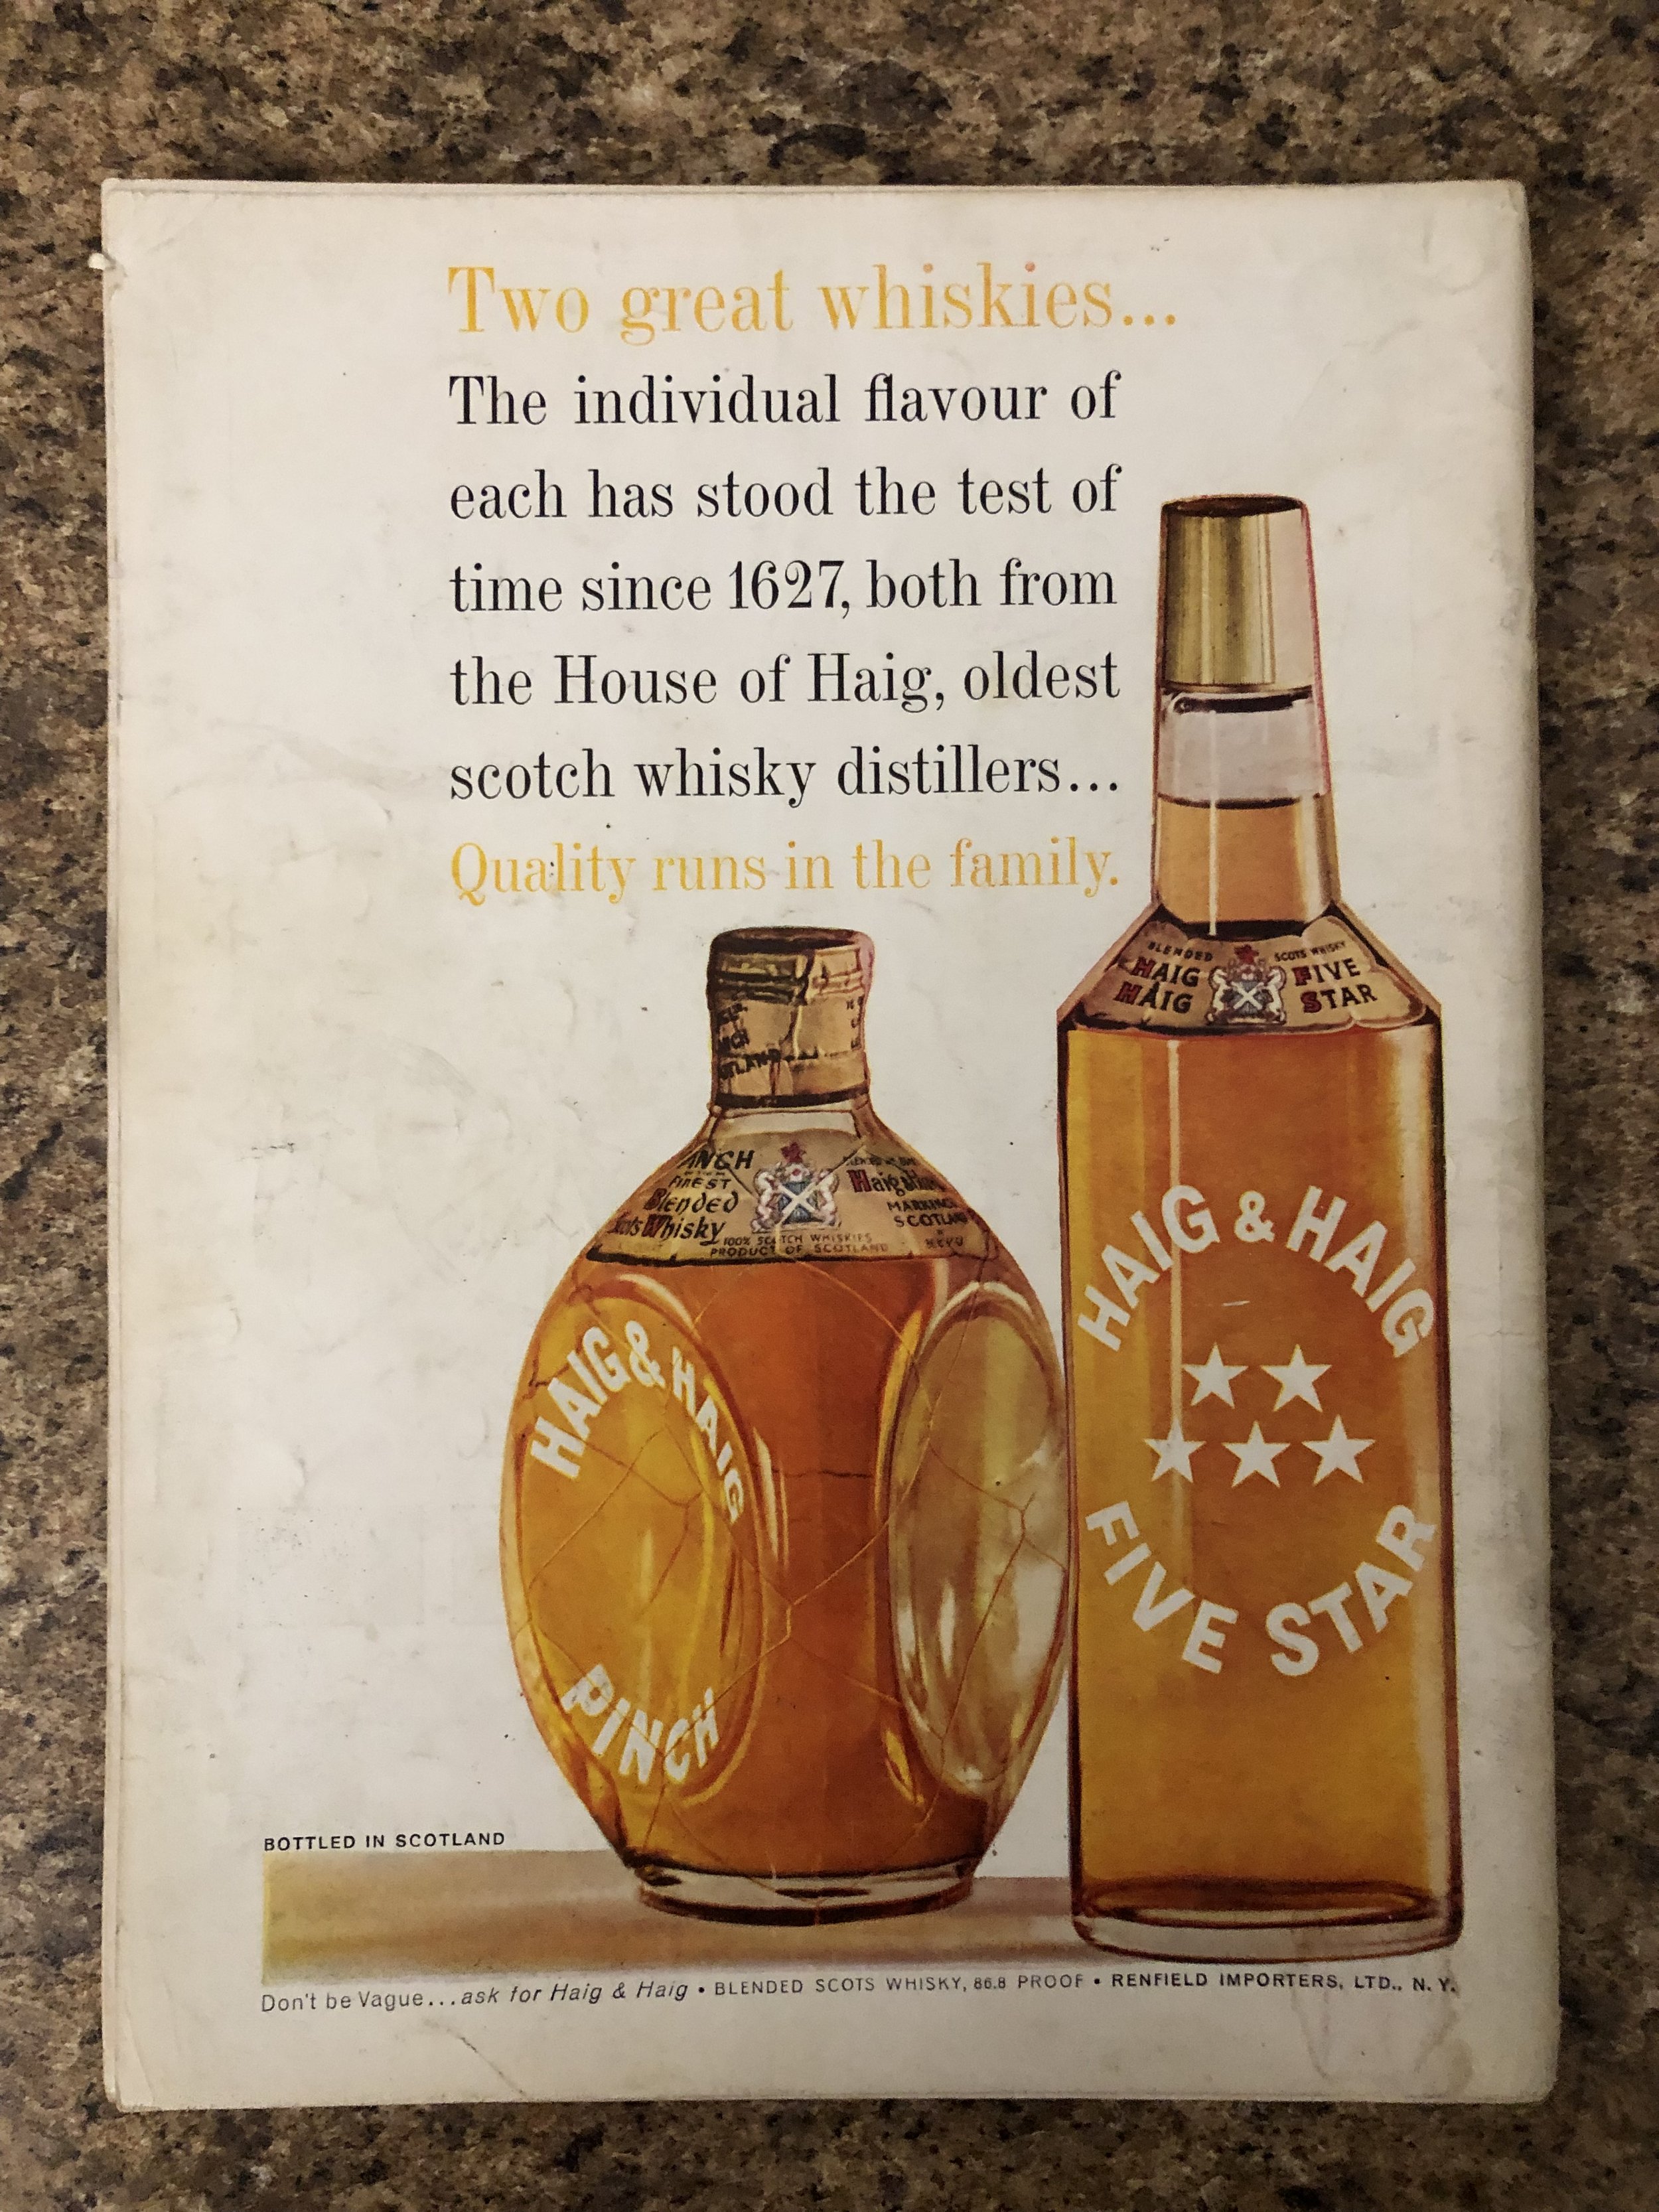 Two great whiskies...
The individual flavour of
each has stood the test of
time since 1627, both from
the House of Haig, oldest
scotch whisky distillers...
Quality runs in the family.
BLENDED SCOTS WHISKY
HAIG FIVE
HAIG STAR
FINEST
Blended
Whisky
100% SCOTCH WHISKIES
PRODUCT OF SCOTLAND
HAIG & HAIG
PINCH
HAIG & HAIG
FIVE STAR
BOTTLED IN SCOTLAND
Don't be Vague...ask for Haig & Haig • BLENDED SCOTS WHISKY, 86.8 PROOF • RENFIELD IMPORTERS, LTD., N. Y.